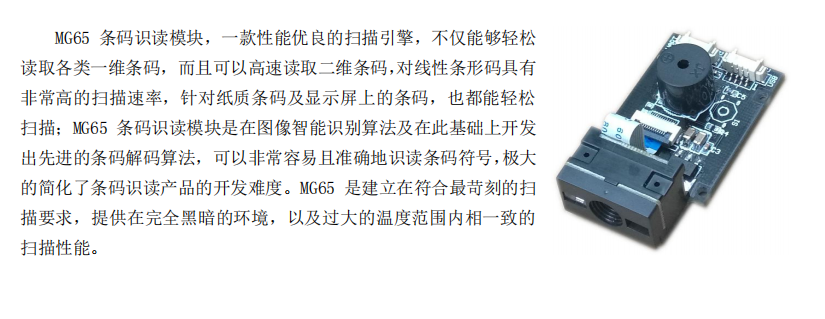 MG65 条码识读模块，一款性能优良的扫描引擎，不仅能够轻松
读取各类一维条码，而且可以高速读取二维条码，对线性条形码具有
非常高的扫描速率，针对纸质条码及显示屏上的条码，也都能轻松
扫描；MG65 条码识读模块是在图像智能识别算法及在此基础上开发
出先进的条码解码算法，可以非常容易且准确地识读条码符号，极大
的简化了条码识读产品的开发难度。MG65 是建立在符合最苛刻的扫
描要求，提供在完全黑暗的环境，以及过大的温度范围内相一致的
扫描性能。